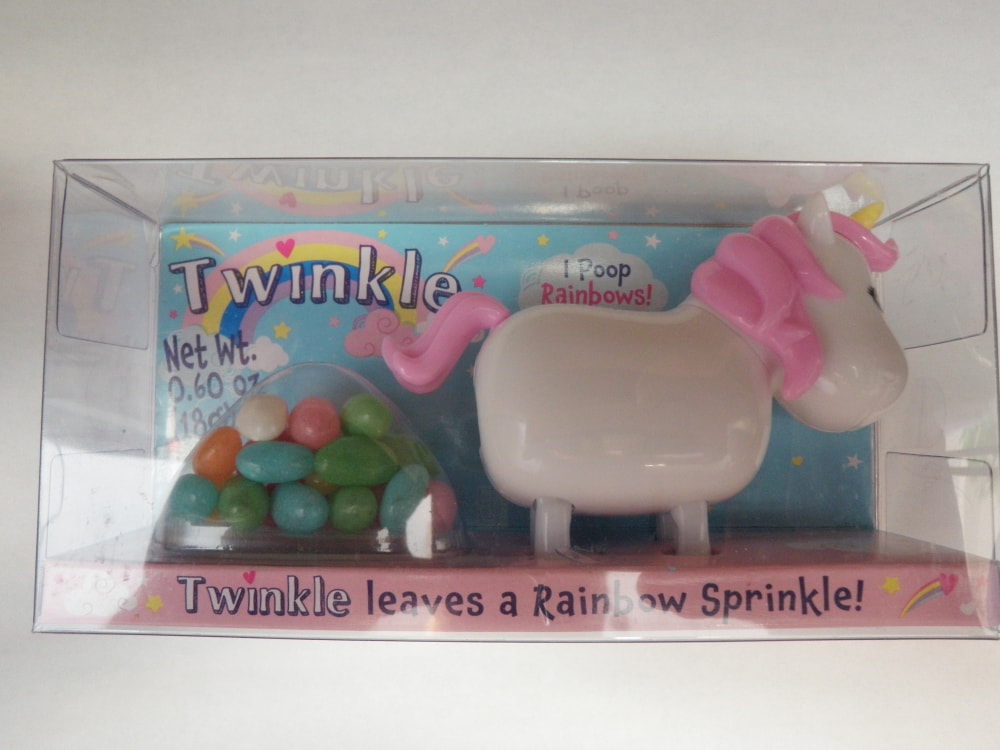 Twinkle
I Poop
Rainbows!
Net Wt.
0.60 oz
Twinkle leaves a Rainbow Sprinkle!